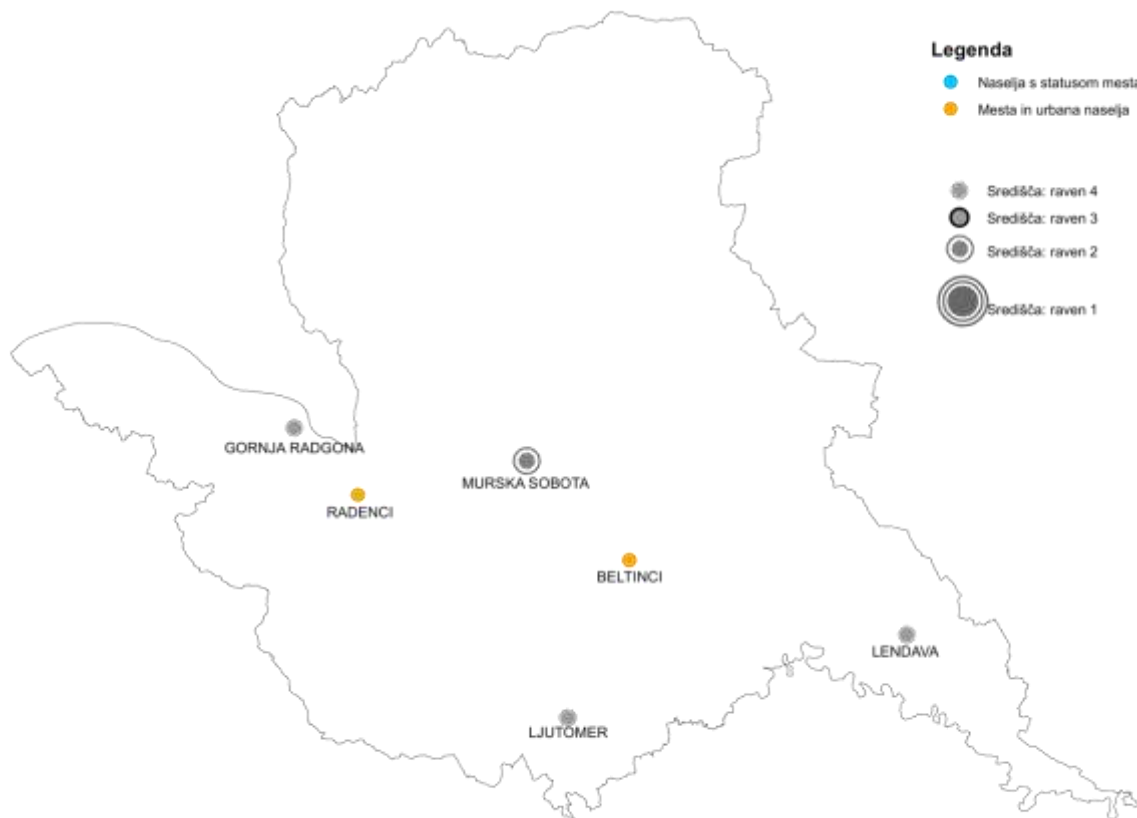 Legenda
Naselja s statusom mesta
Mesta in urbana naselja
Središča: raven 4
Središča: raven 3
Središča: raven 2
Središča: raven 1
GORNJA RADGONA
MURSKA SOBOTA
RADENCI
BELTINCI
LENDAVA
LJUTOMER